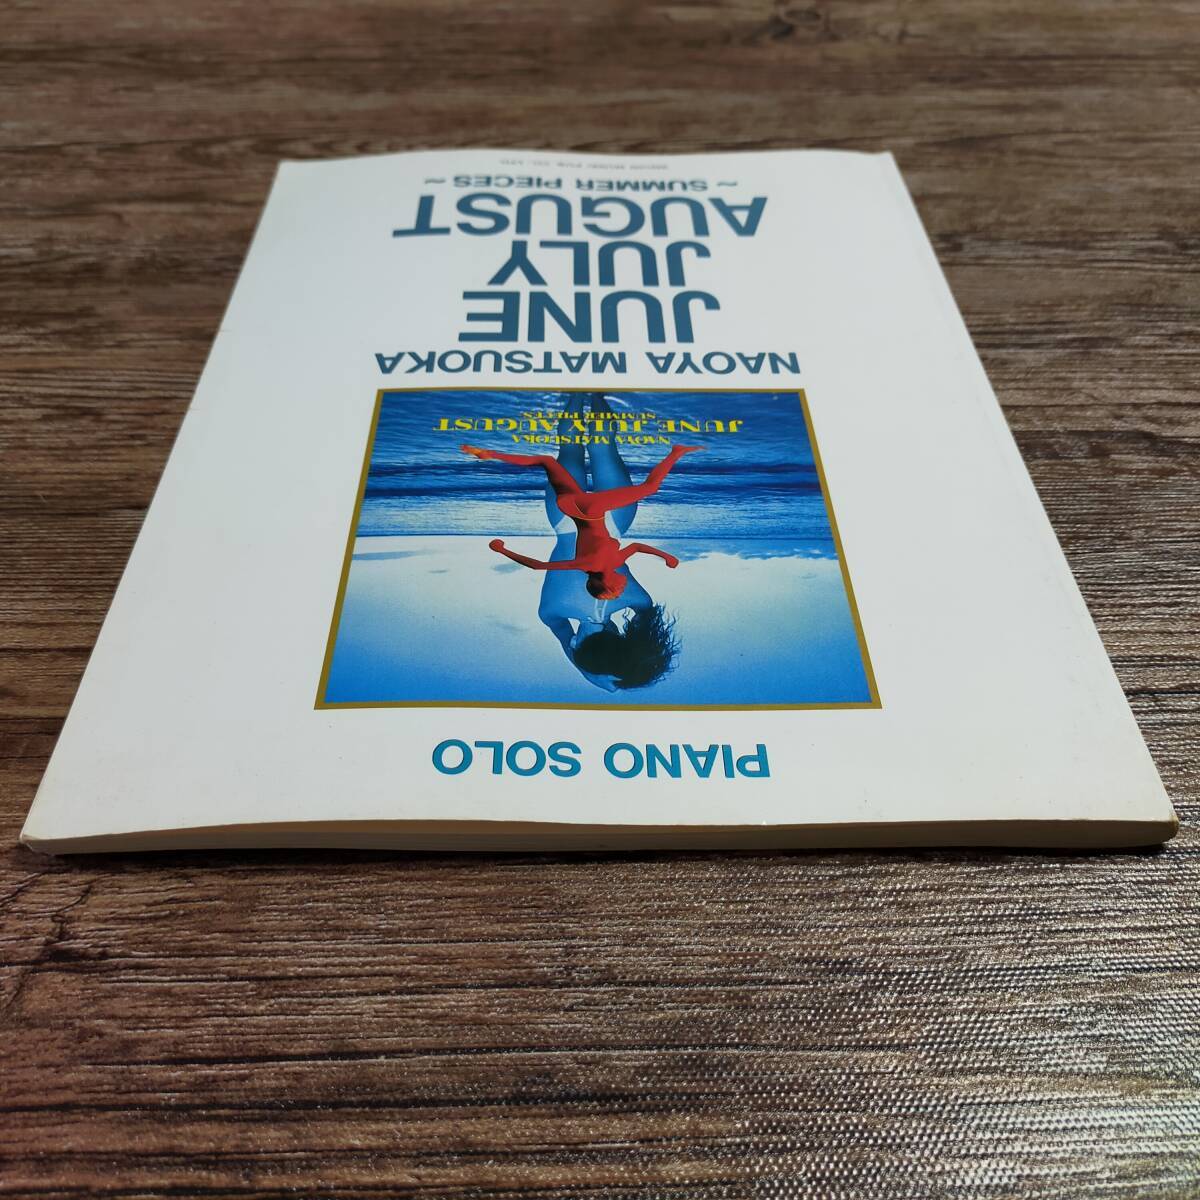 PIANO SOLO
NAOYA MATSUOKA
JUNE JULY AUGUST
SUMMER PIECES
NAOYA MATSUOKA
JUNE
JULY
AUGUST
~ SUMMER PIECES ~